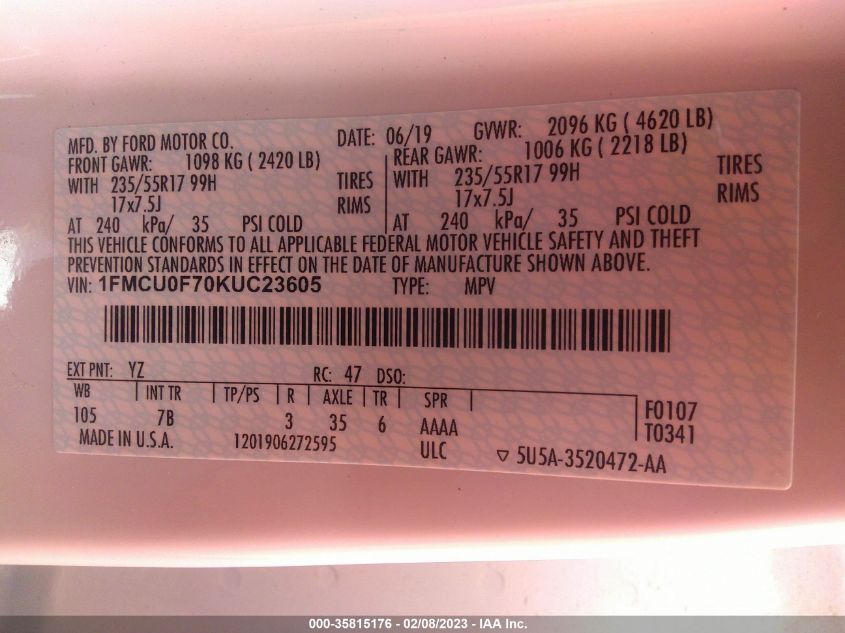 MFD. BY FORD MOTOR CO. DATE: 06/19 GVWR: 2096 KG ( 4620 LB)
FRONT GAWR: 1098 KG ( 2420 LB) REAR GAWR: 1006 KG ( 2218 LB)
WITH 235/55R17 99H TIRES WITH 235/55R17 99H TIRES
17x7.5J RIMS 17x7.5J RIMS
AT 240 kPa/ 35 PSI COLD AT 240 kPa/ 35 PSI COLD
THIS VEHICLE CONFORMS TO ALL APPLICABLE FEDERAL MOTOR VEHICLE SAFETY AND THEFT
PREVENTION STANDARDS IN EFFECT ON THE DATE OF MANUFACTURE SHOWN ABOVE.
VIN: 1FMCU0F70KUC23605 TYPE: MPV
EXT PNT: YZ RC: 47 DSO:
WB INT TR TP/PS R AXLE TR SPR
105 7B 3 35 6 AAAA F0107
MADE IN U.S.A. 1201906272595 ULC T0341
▽ 5U5A-3520472-AA
000-35815176 - 02/08/2023 - IAA Inc.